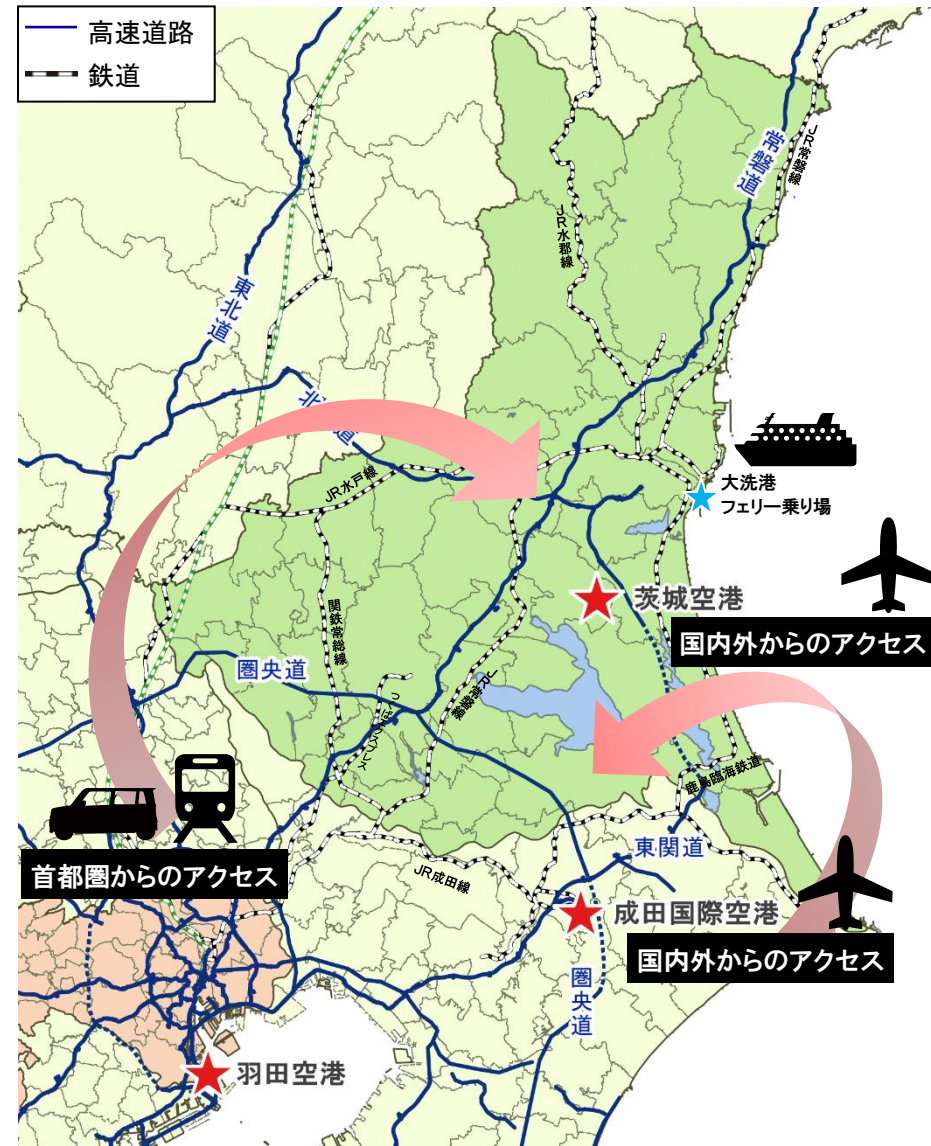 高速道路
鉄道
常磐道
JR常磐線
JR水郡線
東北道
北
道
JR水戸線
大洗港
フェリー乗り場
茨城空港
関鉄常総線
国内外からのアクセス
圏央道
JR常磐線
つくばエクスプレス
鹿島臨海鉄道
首都圏からのアクセス
東関道
JR成田線
成田国際空港
国内外からのアクセス
圏央道
羽田空港